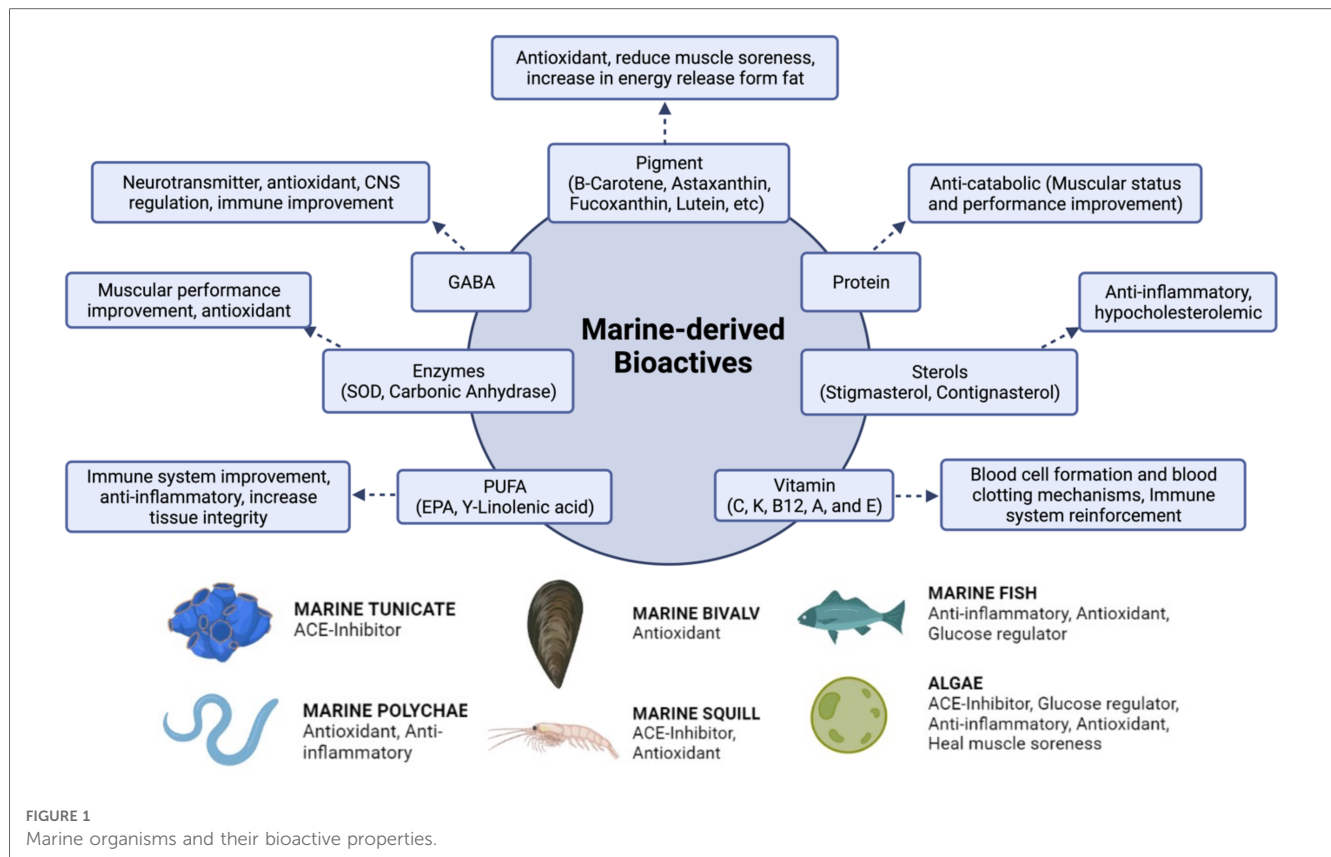 Antioxidant, reduce muscle soreness,
increase in energy release form fat
Pigment
(B-Carotene, Astaxanthin,
Fucoxanthin, Lutein, etc)
Neurotransmitter, antioxidant, CNS
regulation, immune improvement
Anti-catabolic (Muscular status
and performance improvement)
GABA
Protein
Muscular performance
improvement, antioxidant
Anti-inflammatory,
hypocholesterolemic
Marine-derived
Bioactives
Enzymes
(SOD, Carbonic Anhydrase)
Sterols
(Stigmasterol, Contignasterol)
Immune system improvement,
anti-inflammatory, increase
tissue integrity
PUFA
(EPA, Y-Linolenic acid)
Vitamin
(C, K, B12, A, and E)
Blood cell formation and blood
clotting mechanisms, Immune
system reinforcement
MARINE TUNICATE
ACE-Inhibitor
MARINE BIVALV
Antioxidant
MARINE FISH
Anti-inflammatory, Antioxidant,
Glucose regulator
MARINE POLYCHAE
Antioxidant, Anti-
inflammatory
MARINE SQUILL
ACE-Inhibitor,
Antioxidant
ALGAE
ACE-Inhibitor, Glucose regulator,
Anti-inflammatory, Antioxidant,
Heal muscle soreness
FIGURE 1
Marine organisms and their bioactive properties.